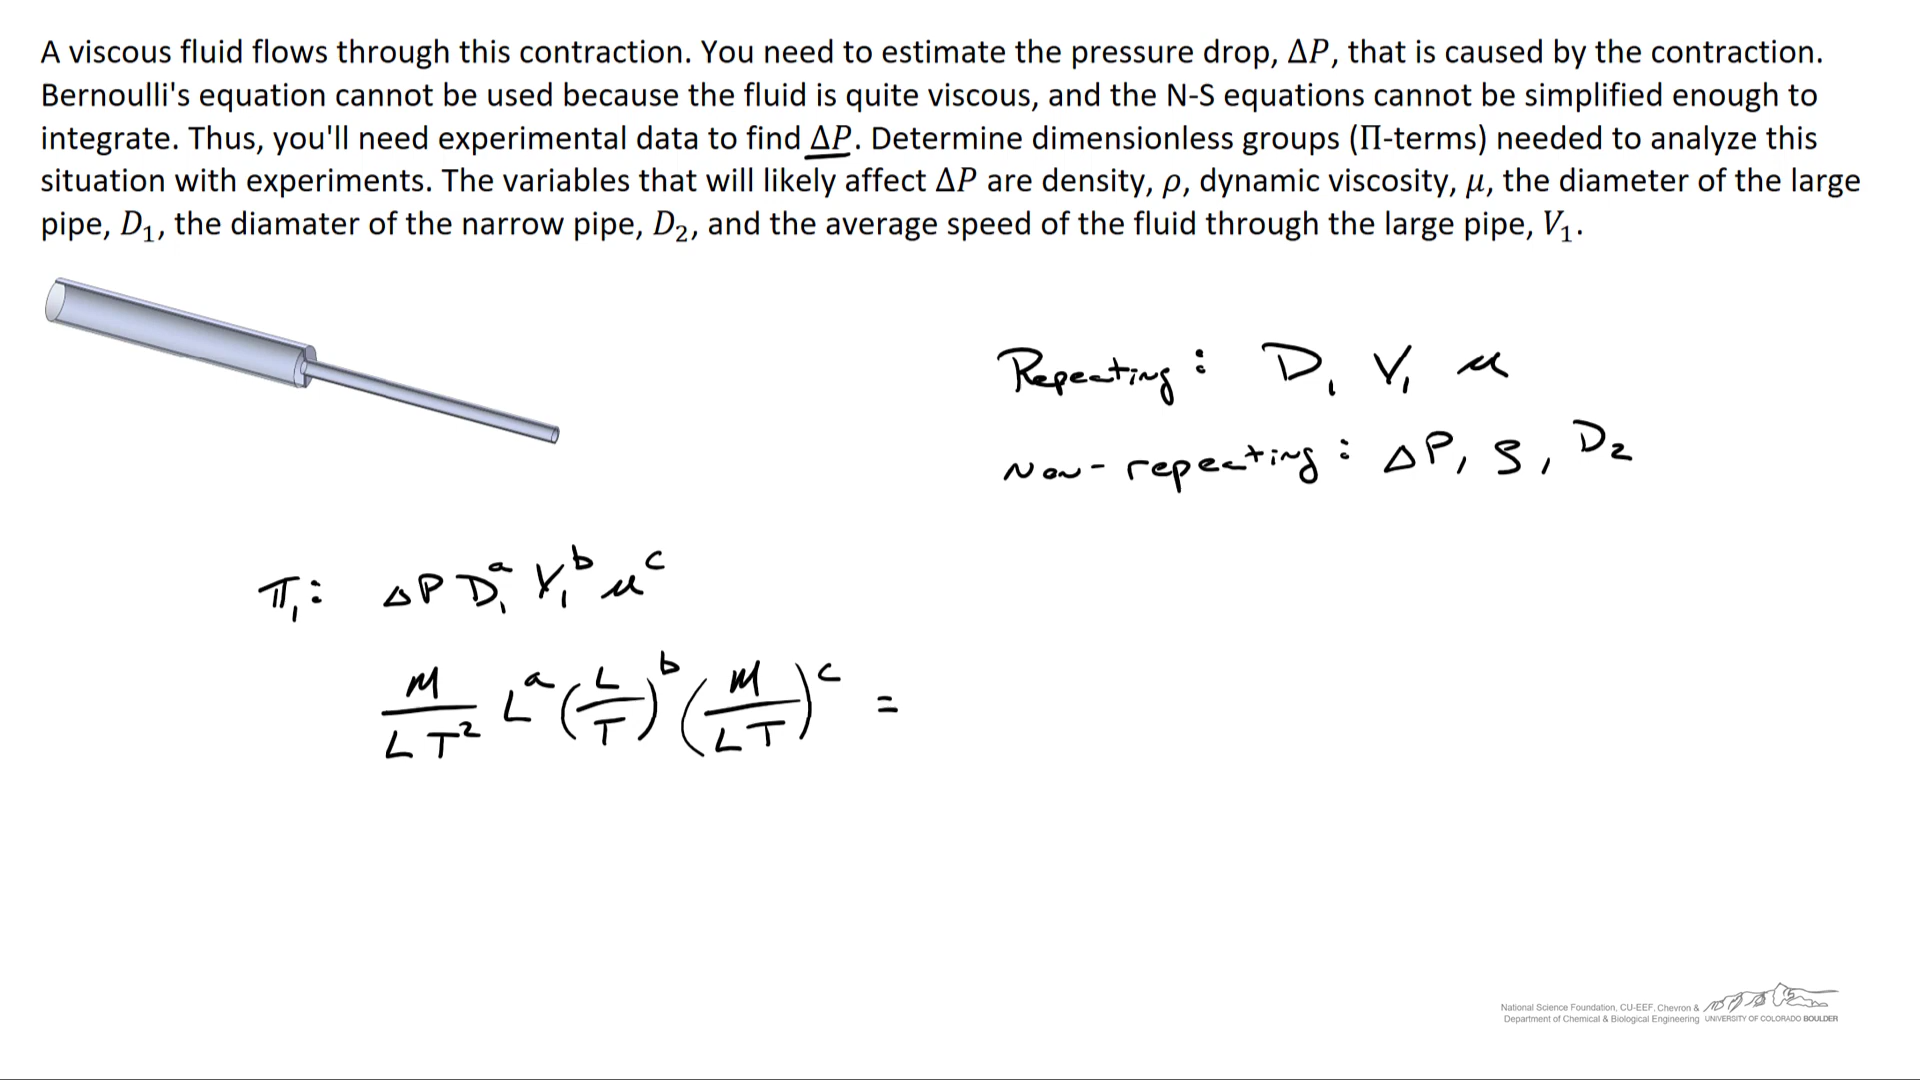 A viscous fluid flows through this contraction. You need to estimate the pressure drop, ΔP, that is caused by the contraction.
Bernoulli's equation cannot be used because the fluid is quite viscous, and the N-S equations cannot be simplified enough to
integrate. Thus, you'll need experimental data to find ΔP. Determine dimensionless groups (Π-terms) needed to analyze this
situation with experiments. The variables that will likely affect ΔP are density, ρ, dynamic viscosity, μ, the diameter of the large
pipe, D₁, the diamater of the narrow pipe, D₂, and the average speed of the fluid through the large pipe, V₁.
Repeating: D₁ V₁ μ
Non-repeating: ΔP, ρ, D₂
π₁: ΔP D₁ᵃ V₁ᵇ μᶜ
M/(LT²) Lᵃ (L/T)ᵇ (M/(LT))ᶜ =
National Science Foundation, CU-EEF, Chevron &
Department of Chemical & Biological Engineering UNIVERSITY OF COLORADO BOULDER